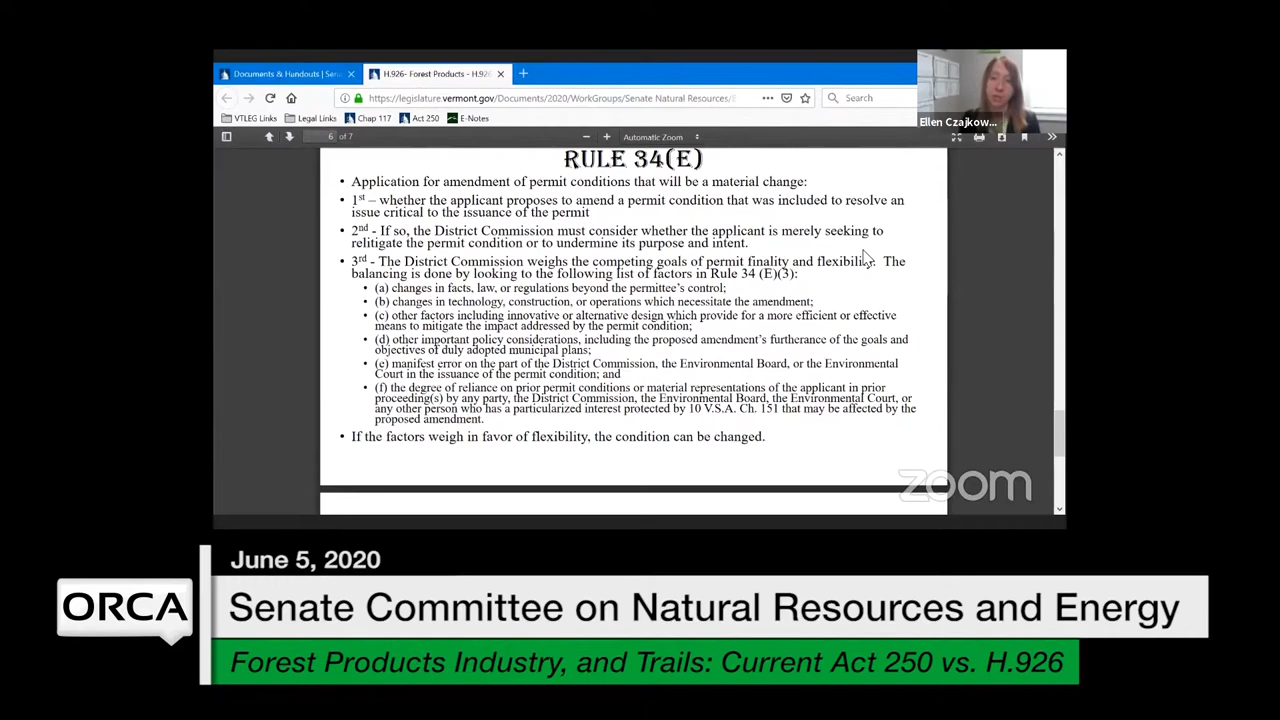 Documents & Handouts | Sen
H.926- Forest Products - H.926
https://legislature.vermont.gov/Documents/2020/WorkGroups/Senate Natural Resources/
Search
Ellen Czajkow...
VTLEG Links
Legal Links
Chap 117
Act 250
E-Notes
6 of 7
Automatic Zoom
RULE 34(E)
• Application for amendment of permit conditions that will be a material change:
• 1st – whether the applicant proposes to amend a permit condition that was included to resolve an
issue critical to the issuance of the permit
• 2nd - If so, the District Commission must consider whether the applicant is merely seeking to
relitigate the permit condition or to undermine its purpose and intent.
• 3rd - The District Commission weighs the competing goals of permit finality and flexibility. The
balancing is done by looking to the following list of factors in Rule 34 (E)(3):
• (a) changes in facts, law, or regulations beyond the permittee's control;
• (b) changes in technology, construction, or operations which necessitate the amendment;
• (c) other factors including innovative or alternative design which provide for a more efficient or effective
means to mitigate the impact addressed by the permit condition;
• (d) other important policy considerations, including the proposed amendment's furtherance of the goals and
objectives of duly adopted municipal plans;
• (e) manifest error on the part of the District Commission, the Environmental Board, or the Environmental
Court in the issuance of the permit condition; and
• (f) the degree of reliance on prior permit conditions or material representations of the applicant in prior
proceeding(s) by any party, the District Commission, the Environmental Board, the Environmental Court, or
any other person who has a particularized interest protected by 10 V.S.A. Ch. 151 that may be affected by the
proposed amendment.
• If the factors weigh in favor of flexibility, the condition can be changed.
zoom
June 5, 2020
ORCA
Senate Committee on Natural Resources and Energy
Forest Products Industry, and Trails: Current Act 250 vs. H.926